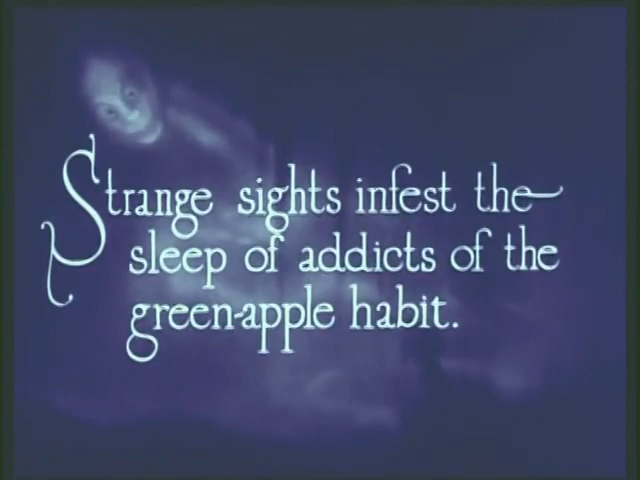 Strange sights infest the
sleep of addicts of the
green-apple habit.